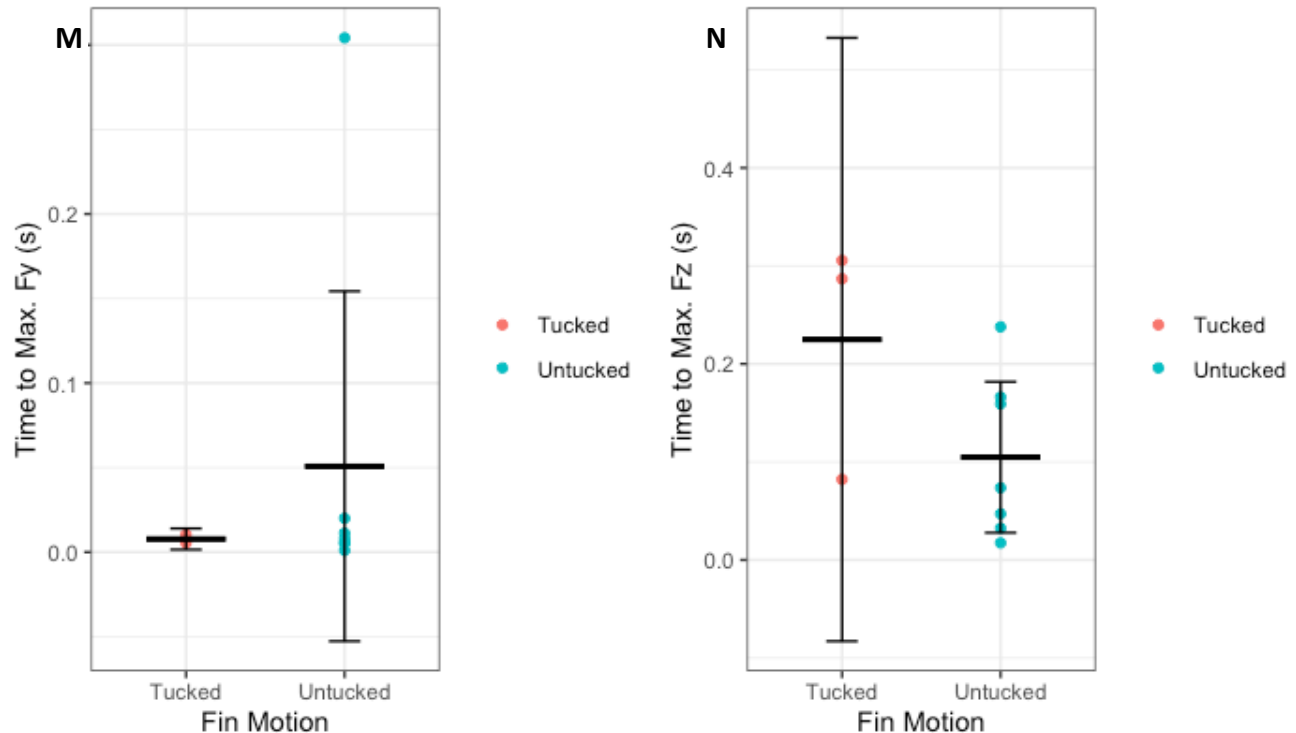 M
Time to Max. Fy (s)
0.2
0.1
0.0
Tucked
Untucked
Fin Motion
Tucked
Untucked
N
Time to Max. Fz (s)
0.4
0.2
0.0
Tucked
Untucked
Fin Motion
Tucked
Untucked